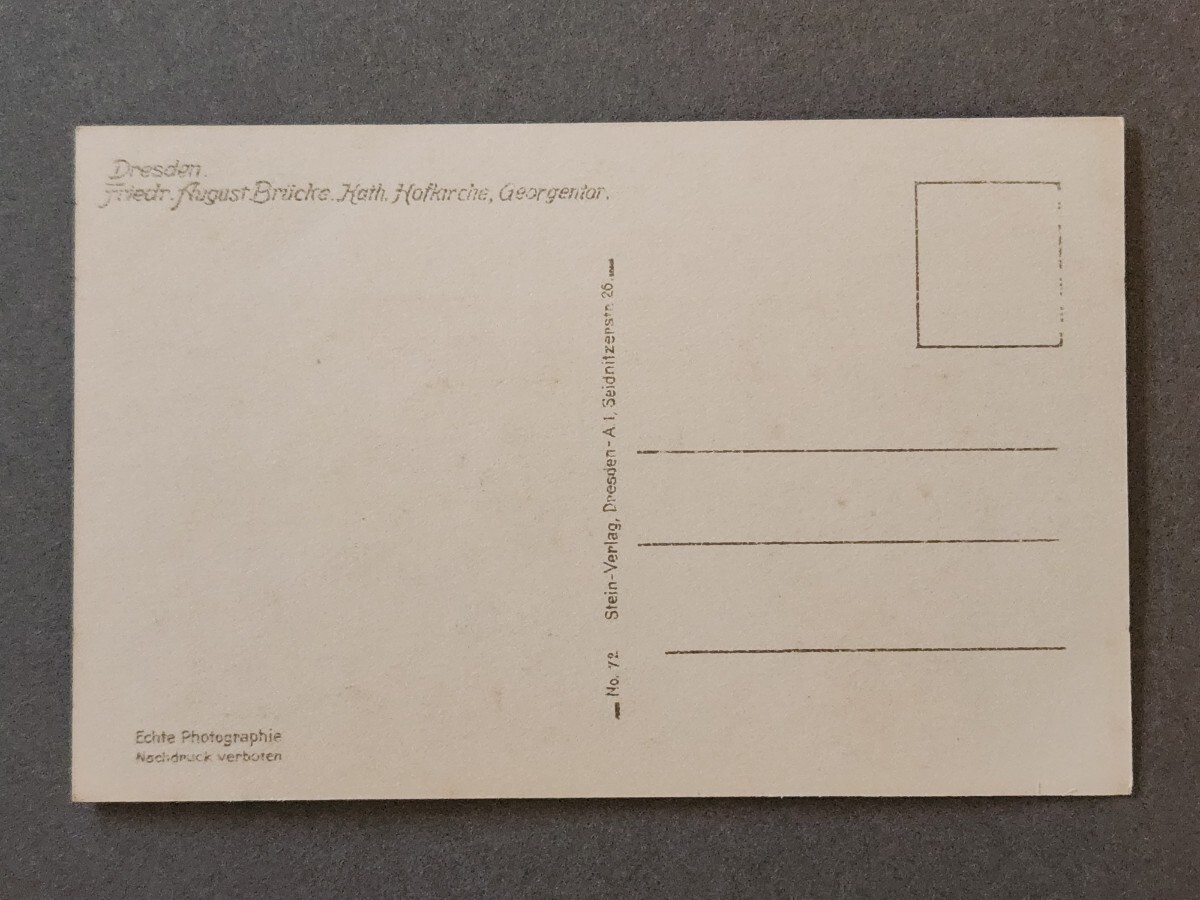 Dresden.
Friedr. August Brücke. Kath. Hofkirche, Georgentor.
No. 72 Stein-Verlag, Dresden-A. 1, Seidnitzerstr. 26.
Echte Photographie
Nachdruck verboten